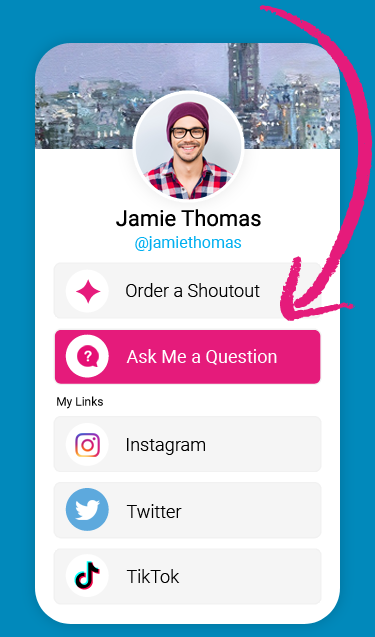 Jamie Thomas
@jamiethomas
Order a Shoutout
Ask Me a Question
My Links
Instagram
Twitter
TikTok